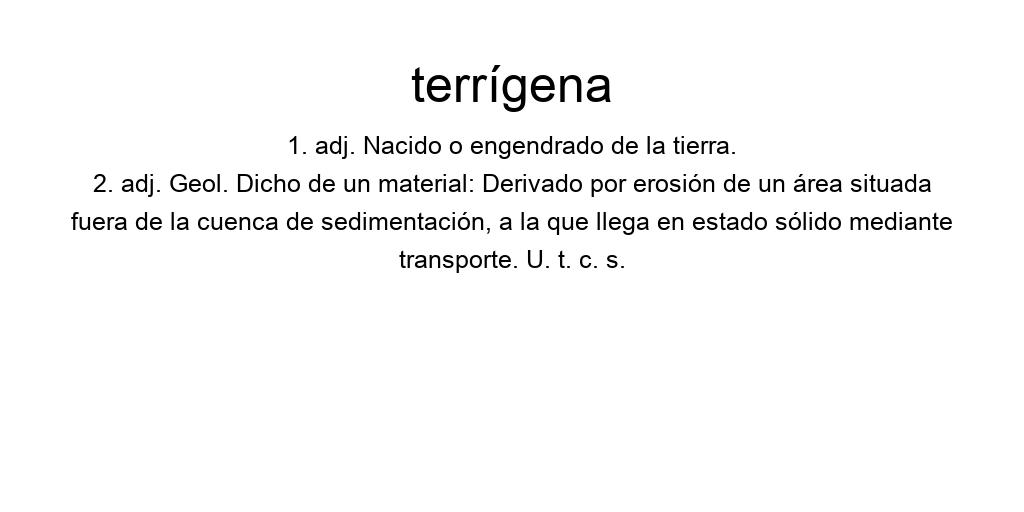 terrígena
1. adj. Nacido o engendrado de la tierra.
2. adj. Geol. Dicho de un material: Derivado por erosión de un área situada
fuera de la cuenca de sedimentación, a la que llega en estado sólido mediante
transporte. U. t. c. s.